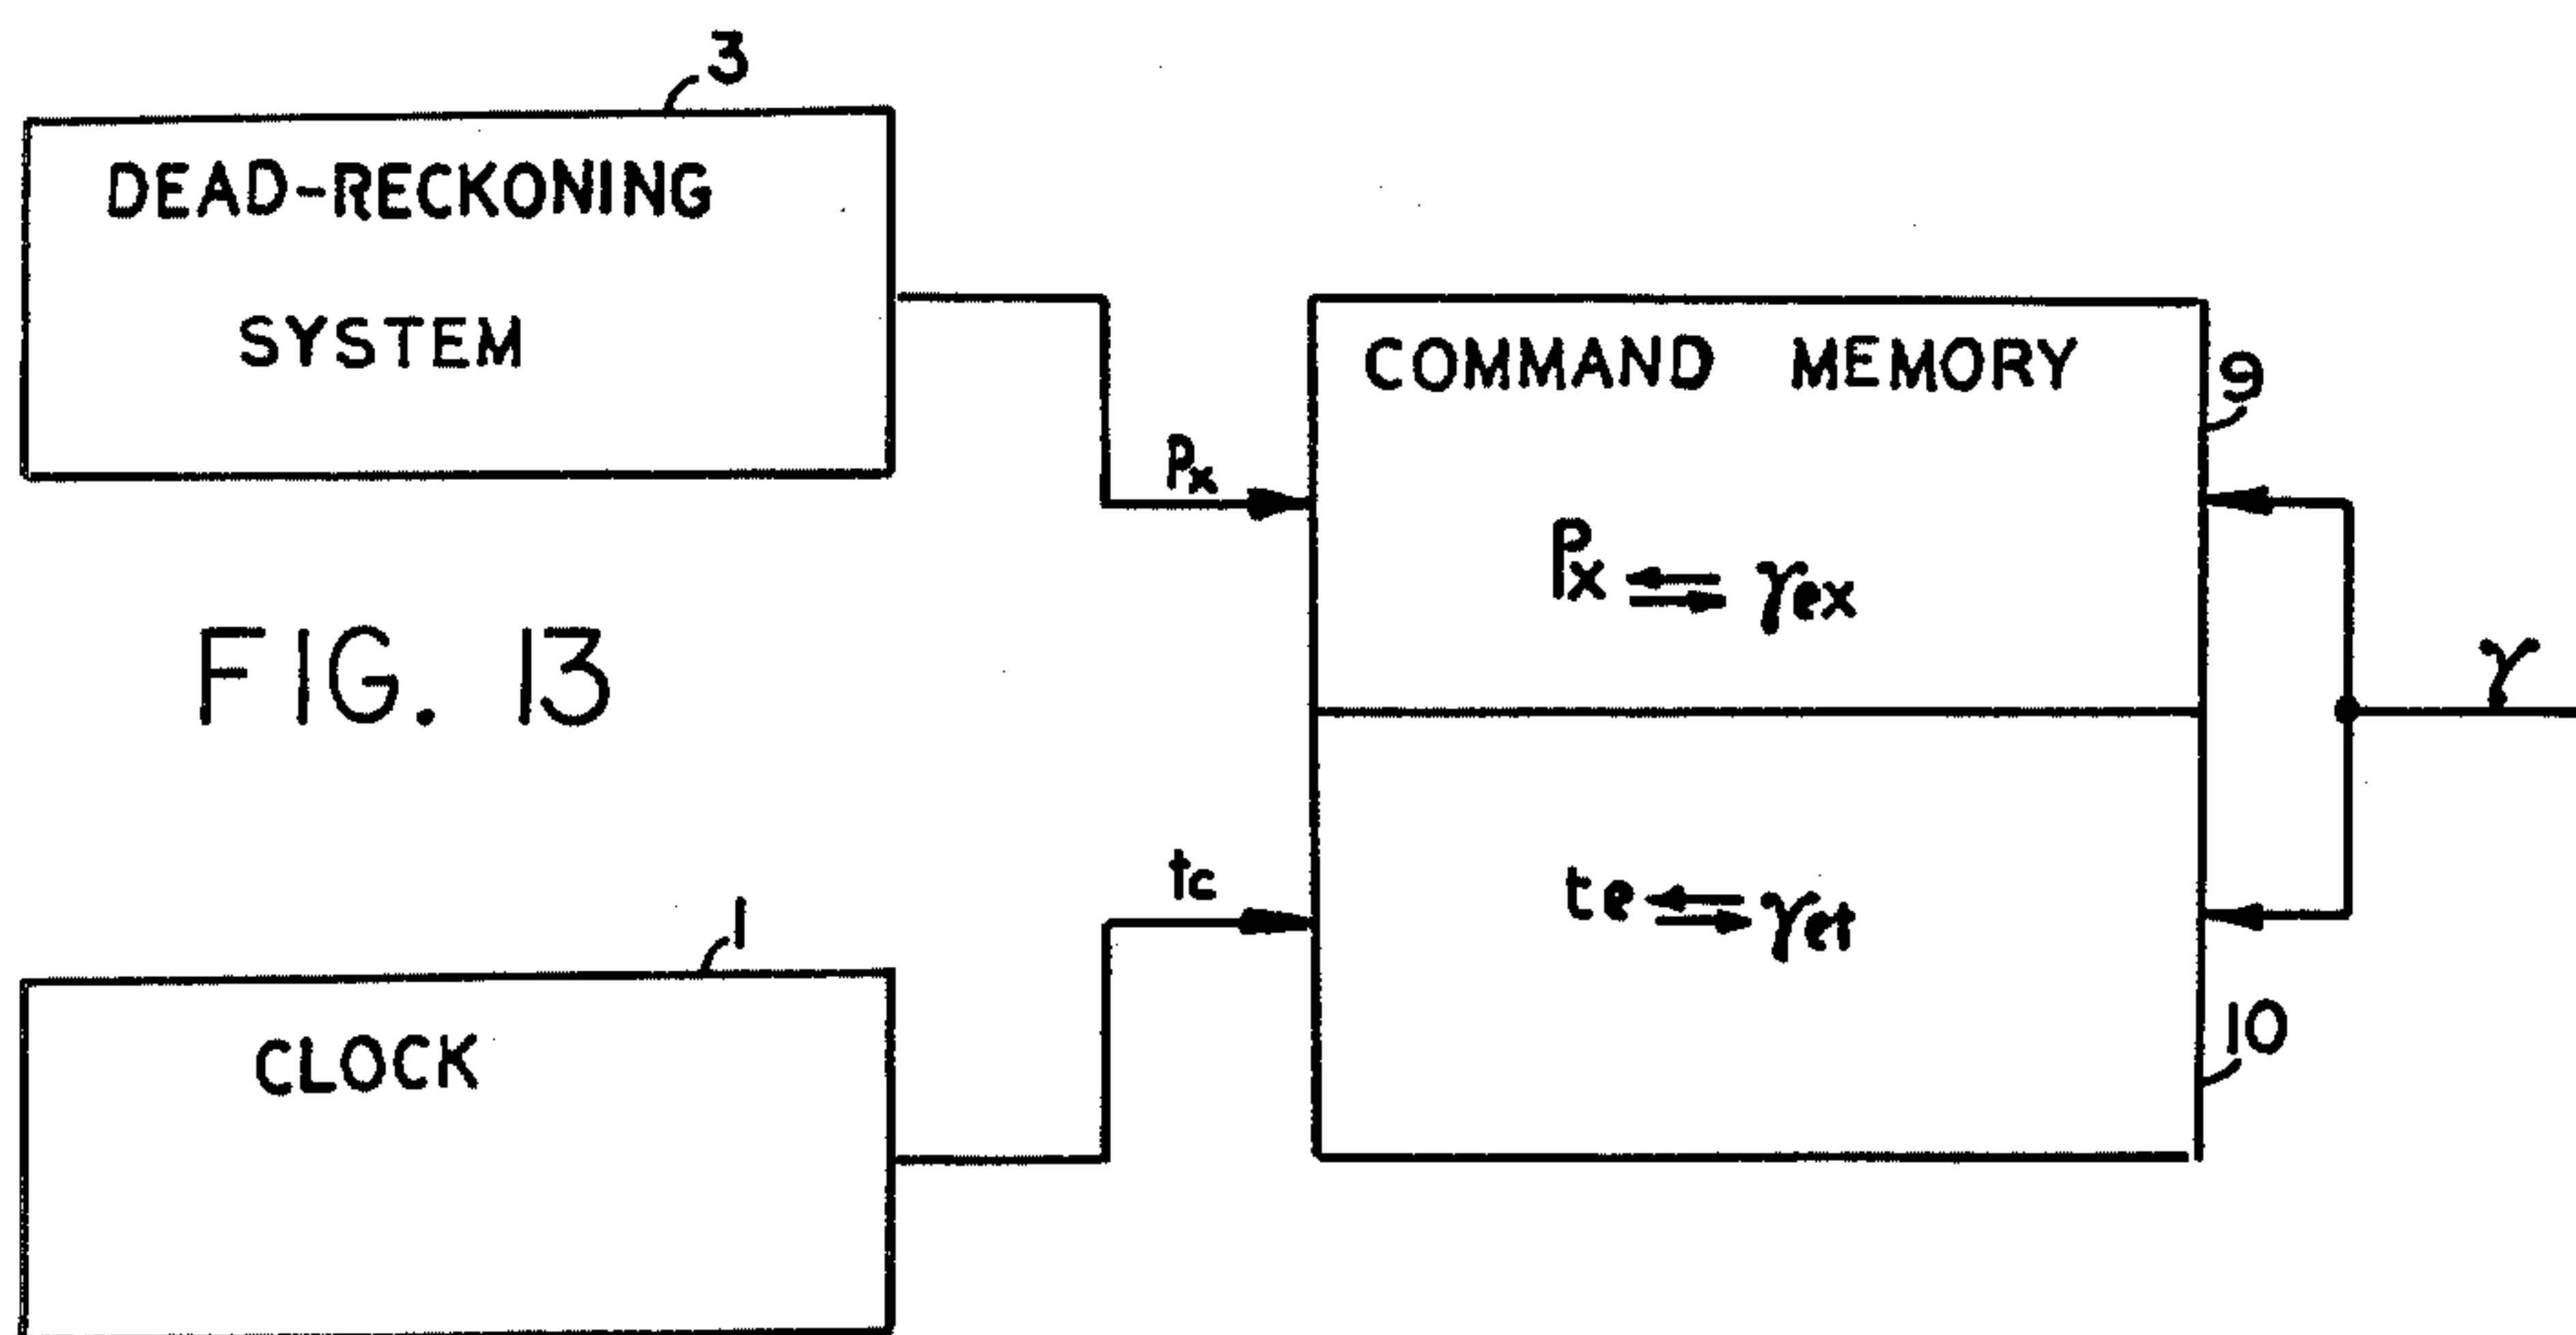 3
DEAD-RECKONING
SYSTEM
COMMAND MEMORY
9
Px
Px ⇆ γex
FIG. 13
γ
tc
te ⇆ γet
1
10
CLOCK